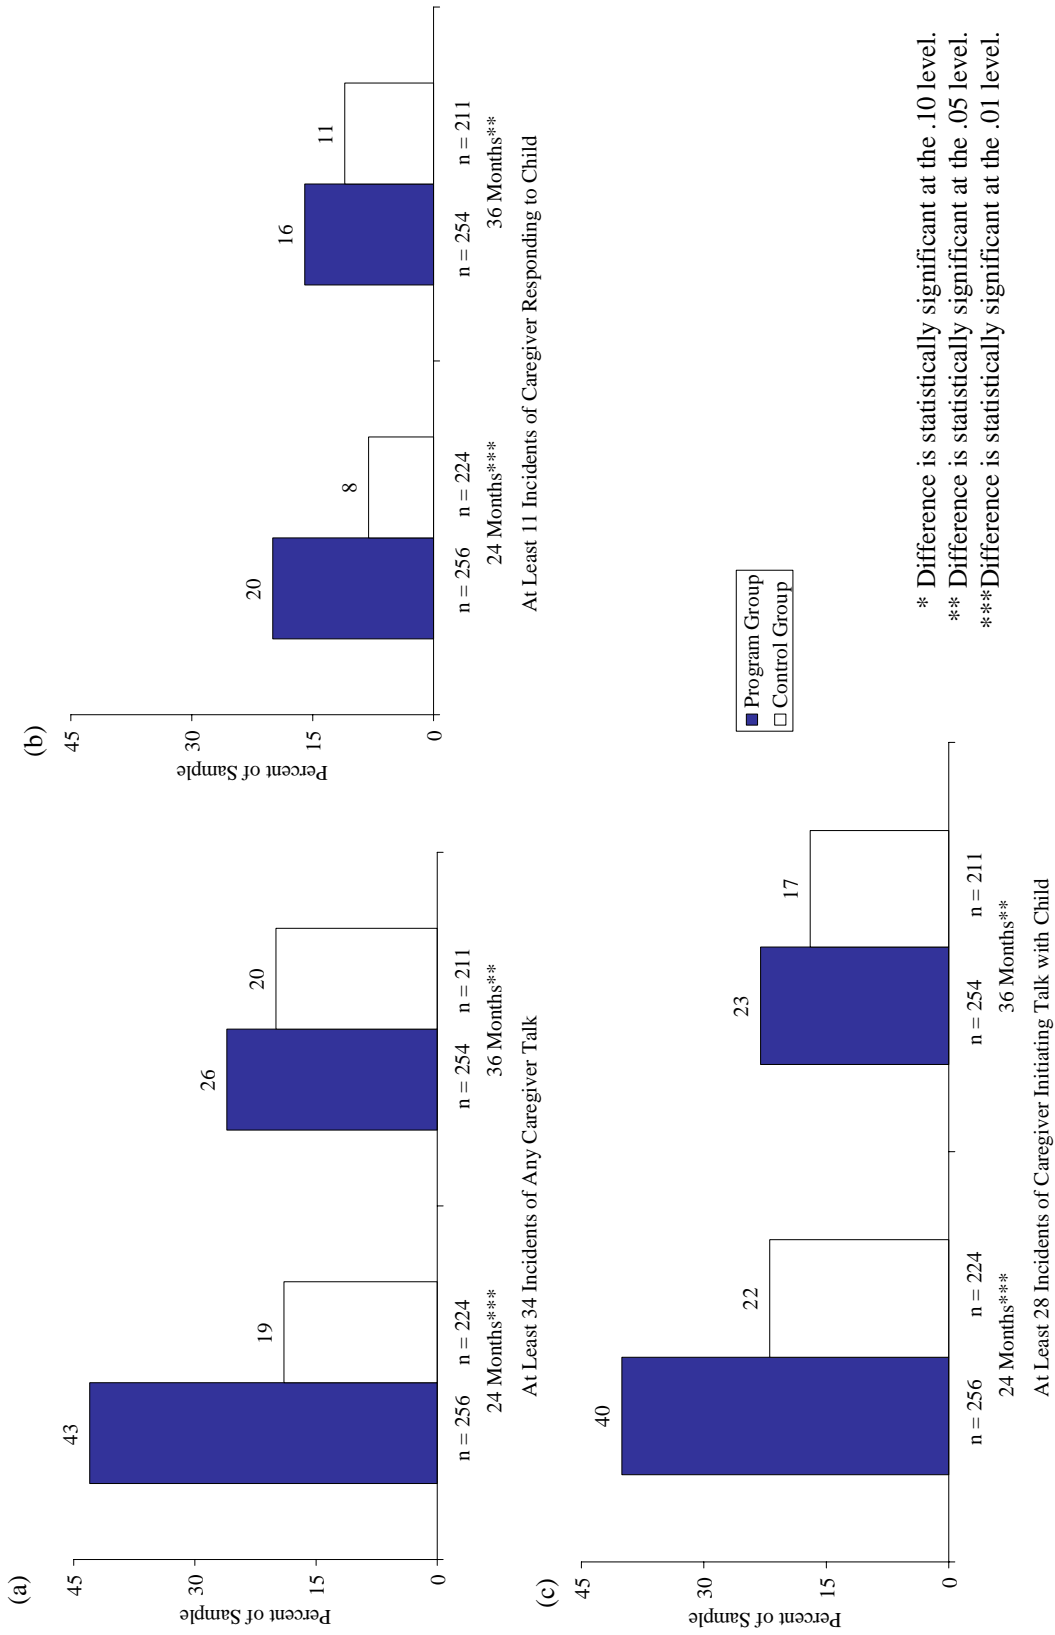 (a)
Percent of Sample
45
30
15
0
43
19
26
20
n = 256 n = 224 n = 254 n = 211
24 Months*** 36 Months**
At Least 34 Incidents of Any Caregiver Talk
(b)
Percent of Sample
45
30
15
0
20
8
16
11
n = 256 n = 224 n = 254 n = 211
24 Months*** 36 Months**
At Least 11 Incidents of Caregiver Responding to Child
(c)
Percent of Sample
45
30
15
0
40
22
23
17
n = 256 n = 224 n = 254 n = 211
24 Months*** 36 Months**
At Least 28 Incidents of Caregiver Initiating Talk with Child
Program Group
Control Group
* Difference is statistically significant at the .10 level.
** Difference is statistically significant at the .05 level.
***Difference is statistically significant at the .01 level.